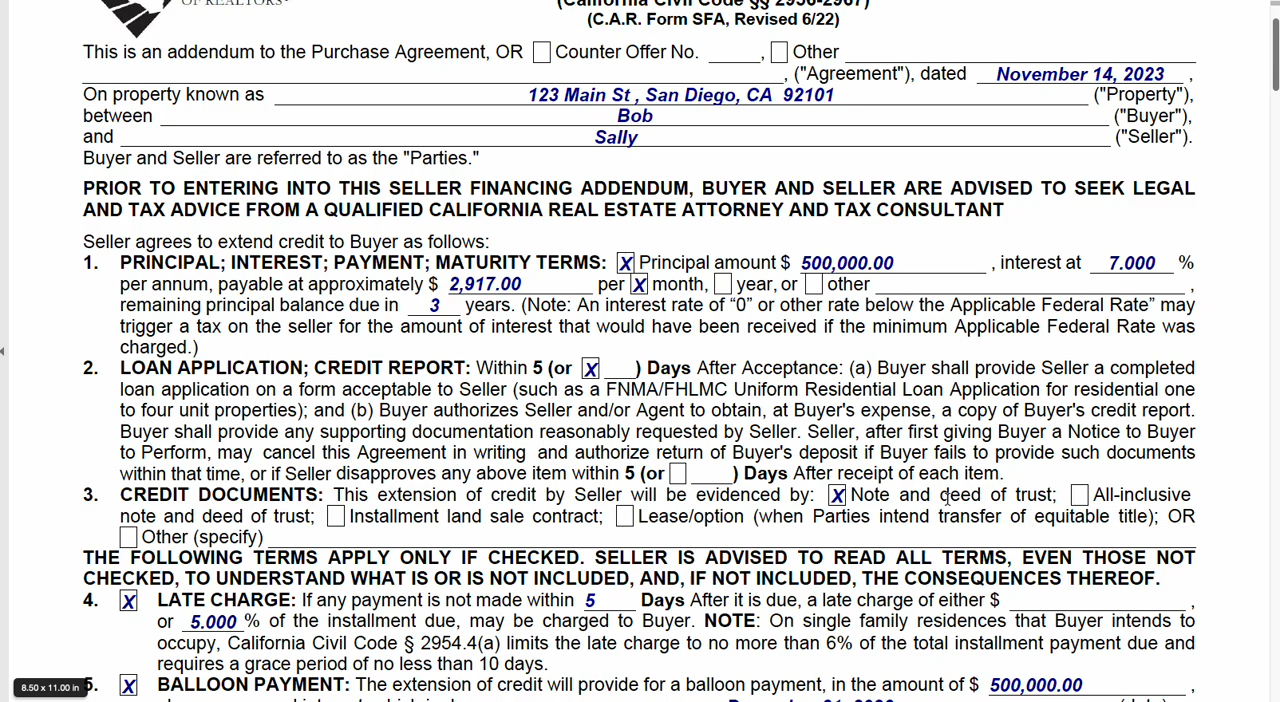 OF REALTORS®
(California Civil Code §§ 2956-2967)
(C.A.R. Form SFA, Revised 6/22)
This is an addendum to the Purchase Agreement, OR Counter Offer No. , Other
, ("Agreement"), dated November 14, 2023 ,
On property known as 123 Main St , San Diego, CA 92101 ("Property"),
between Bob ("Buyer"),
and Sally ("Seller").
Buyer and Seller are referred to as the "Parties."
PRIOR TO ENTERING INTO THIS SELLER FINANCING ADDENDUM, BUYER AND SELLER ARE ADVISED TO SEEK LEGAL
AND TAX ADVICE FROM A QUALIFIED CALIFORNIA REAL ESTATE ATTORNEY AND TAX CONSULTANT
Seller agrees to extend credit to Buyer as follows:
1. PRINCIPAL; INTEREST; PAYMENT; MATURITY TERMS: X Principal amount $ 500,000.00 , interest at 7.000 %
per annum, payable at approximately $ 2,917.00 per X month, year, or other ,
remaining principal balance due in 3 years. (Note: An interest rate of “0” or other rate below the Applicable Federal Rate” may
trigger a tax on the seller for the amount of interest that would have been received if the minimum Applicable Federal Rate was
charged.)
2. LOAN APPLICATION; CREDIT REPORT: Within 5 (or X ___) Days After Acceptance: (a) Buyer shall provide Seller a completed
loan application on a form acceptable to Seller (such as a FNMA/FHLMC Uniform Residential Loan Application for residential one
to four unit properties); and (b) Buyer authorizes Seller and/or Agent to obtain, at Buyer's expense, a copy of Buyer's credit report.
Buyer shall provide any supporting documentation reasonably requested by Seller. Seller, after first giving Buyer a Notice to Buyer
to Perform, may cancel this Agreement in writing and authorize return of Buyer's deposit if Buyer fails to provide such documents
within that time, or if Seller disapproves any above item within 5 (or ____) Days After receipt of each item.
3. CREDIT DOCUMENTS: This extension of credit by Seller will be evidenced by: X Note and deed of trust; All-inclusive
note and deed of trust; Installment land sale contract; Lease/option (when Parties intend transfer of equitable title); OR
Other (specify)
THE FOLLOWING TERMS APPLY ONLY IF CHECKED. SELLER IS ADVISED TO READ ALL TERMS, EVEN THOSE NOT
CHECKED, TO UNDERSTAND WHAT IS OR IS NOT INCLUDED, AND, IF NOT INCLUDED, THE CONSEQUENCES THEREOF.
4. X LATE CHARGE: If any payment is not made within 5 Days After it is due, a late charge of either $ ,
or 5.000 % of the installment due, may be charged to Buyer. NOTE: On single family residences that Buyer intends to
occupy, California Civil Code § 2954.4(a) limits the late charge to no more than 6% of the total installment payment due and
requires a grace period of no less than 10 days.
5. X BALLOON PAYMENT: The extension of credit will provide for a balloon payment, in the amount of $ 500,000.00 ,
8.50 x 11.00 in